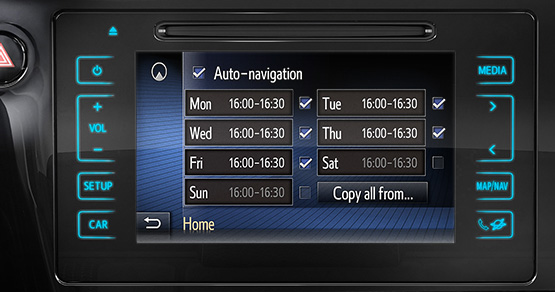 MEDIA
Auto-navigation
Mon 16:00-16:30 Tue 16:00-16:30
VOL
Wed 16:00-16:30 Thu 16:00-16:30
Fri 16:00-16:30 Sat 16:00-16:30
SETUP Sun 16:00-16:30 Copy all from... MAP/NAV
CAR Home